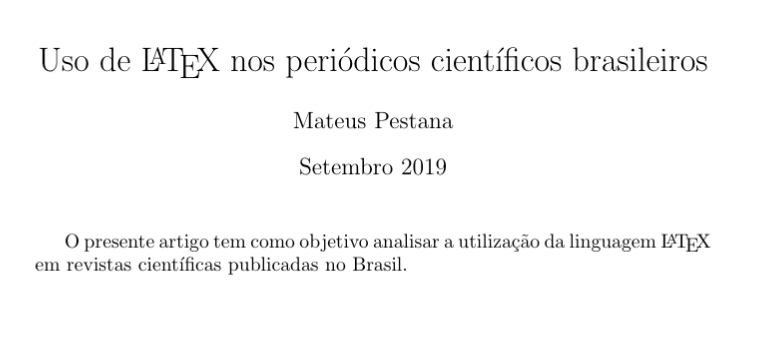 Uso de LATEX nos periódicos científicos brasileiros
Mateus Pestana
Setembro 2019
O presente artigo tem como objetivo analisar a utilização da linguagem LATEX
em revistas científicas publicadas no Brasil.